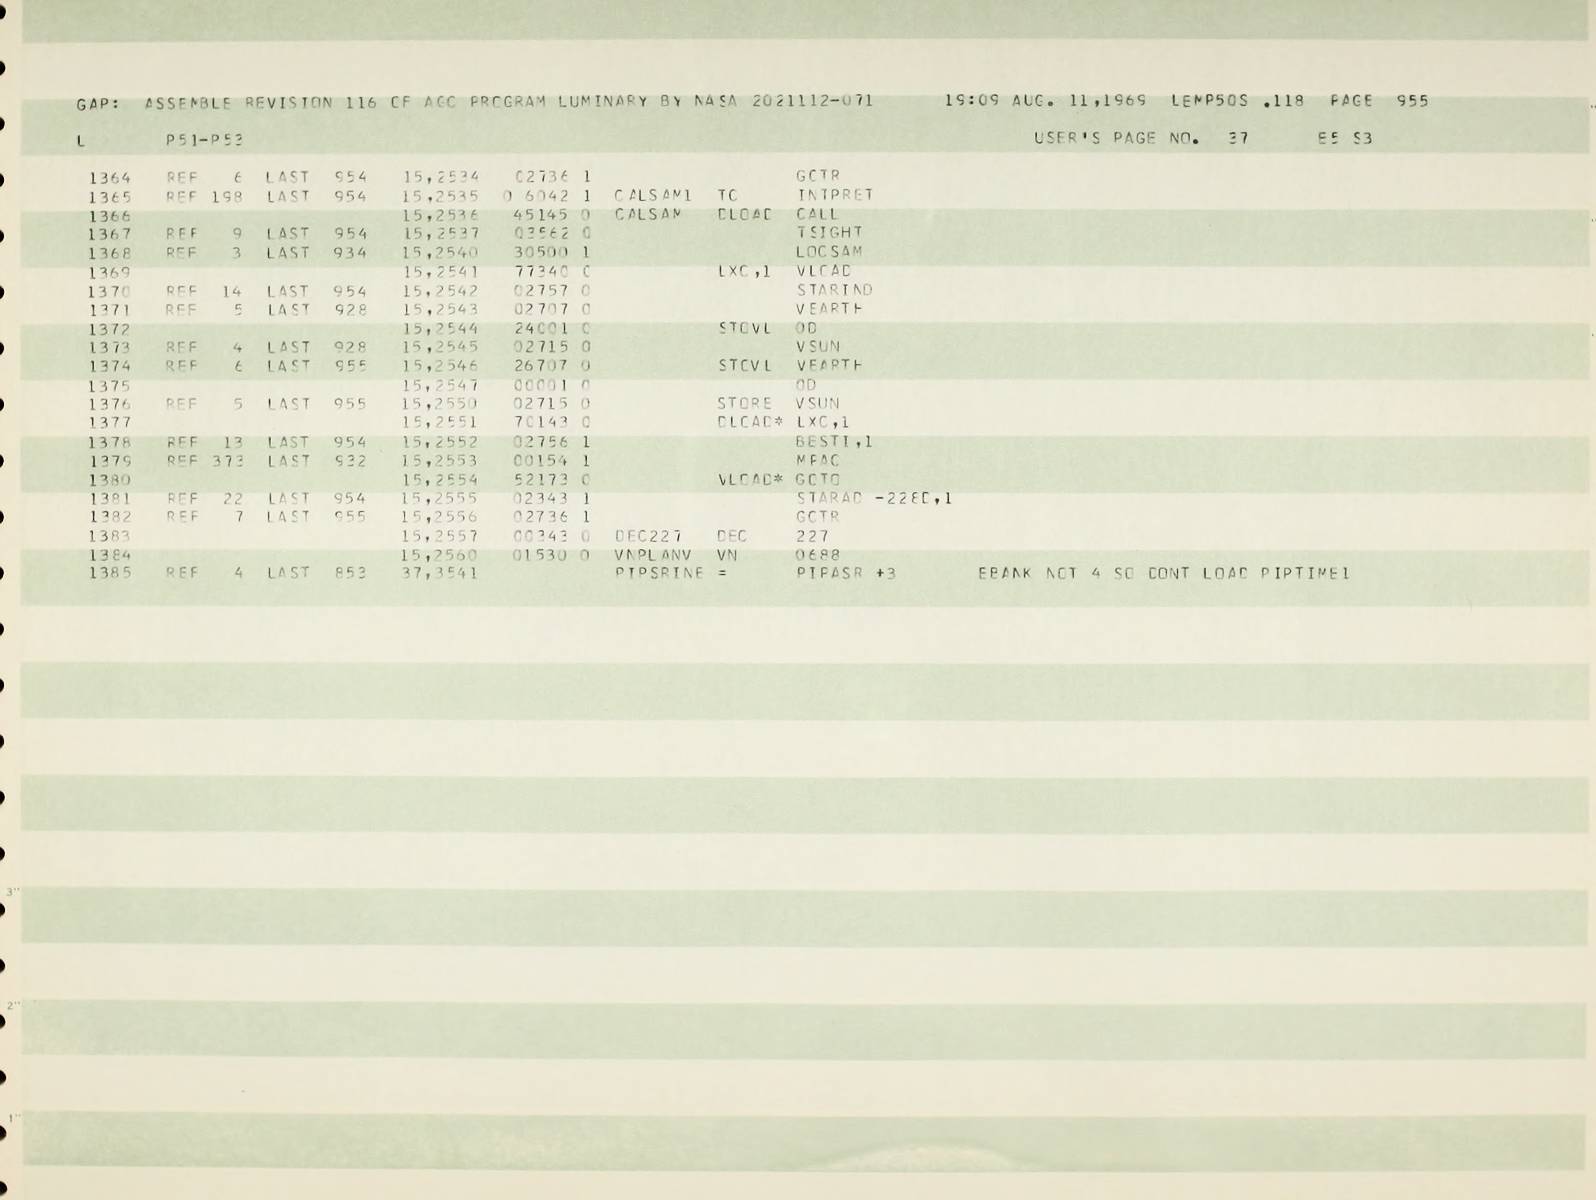 GAP: ASSEMBLE REVISION 116 OF AGC PROGRAM LUMINARY BY NASA 2021112-071 19:09 AUG. 11,1969 LEMP50S .118 PAGE 955
L P51-P53 USER'S PAGE NO. 37 E5 S3
1364 REF 6 LAST 954 15,2534 02736 1 GCTR
1365 REF 198 LAST 954 15,2535 0 6042 1 CALSAM1 TC INTPRET
1366 15,2536 45145 0 CALSAM DLOAD CALL
1367 REF 9 LAST 954 15,2537 03562 0 TSIGHT
1368 REF 3 LAST 934 15,2540 30500 1 LOCSAM
1369 15,2541 77340 0 LXC,1 VLOAD
1370 REF 14 LAST 954 15,2542 02757 0 STARIND
1371 REF 5 LAST 928 15,2543 02707 0 VEARTH
1372 15,2544 24001 0 STOVL 0D
1373 REF 4 LAST 928 15,2545 02715 0 VSUN
1374 REF 6 LAST 955 15,2546 26707 0 STOVL VEARTH
1375 15,2547 00001 0 0D
1376 REF 5 LAST 955 15,2550 02715 0 STORE VSUN
1377 15,2551 70143 0 DLOAD* LXC,1
1378 REF 13 LAST 954 15,2552 02756 1 BESTI,1
1379 REF 373 LAST 932 15,2553 00154 1 MPAC
1380 15,2554 52173 0 VLOAD* GOTO
1381 REF 22 LAST 954 15,2555 02343 1 STARAD -228D,1
1382 REF 7 LAST 955 15,2556 02736 1 GCTR
1383 15,2557 00343 0 DEC227 DEC 227
1384 15,2560 01530 0 VNPLANV VN 0688
1385 REF 4 LAST 853 37,3541 PIPSRINE = PIPASR +3 EBANK NOT 4 SO DONT LOAD PIPTIME1
3"
2"
1"